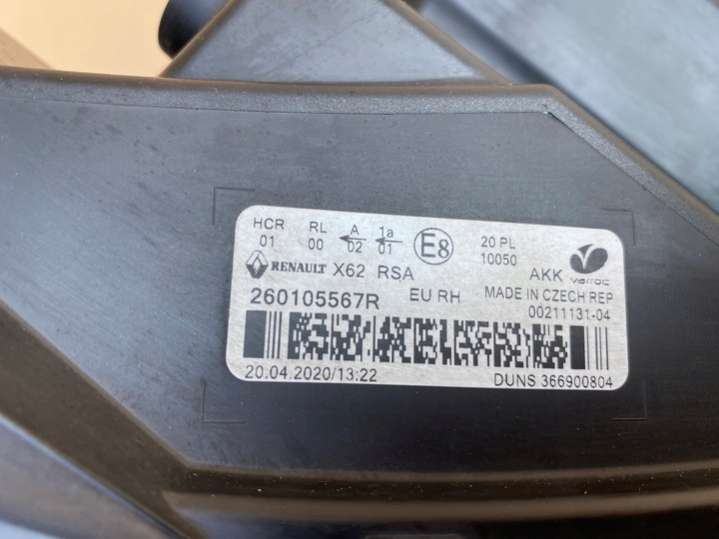 HCR RL A 1a E8 20 PL
01 00 02 01 10050
RENAULT X62 RSA AKK varroc
260105567R EU RH MADE IN CZECH REP
00211131-04
20.04.2020/13:22 DUNS 366900804